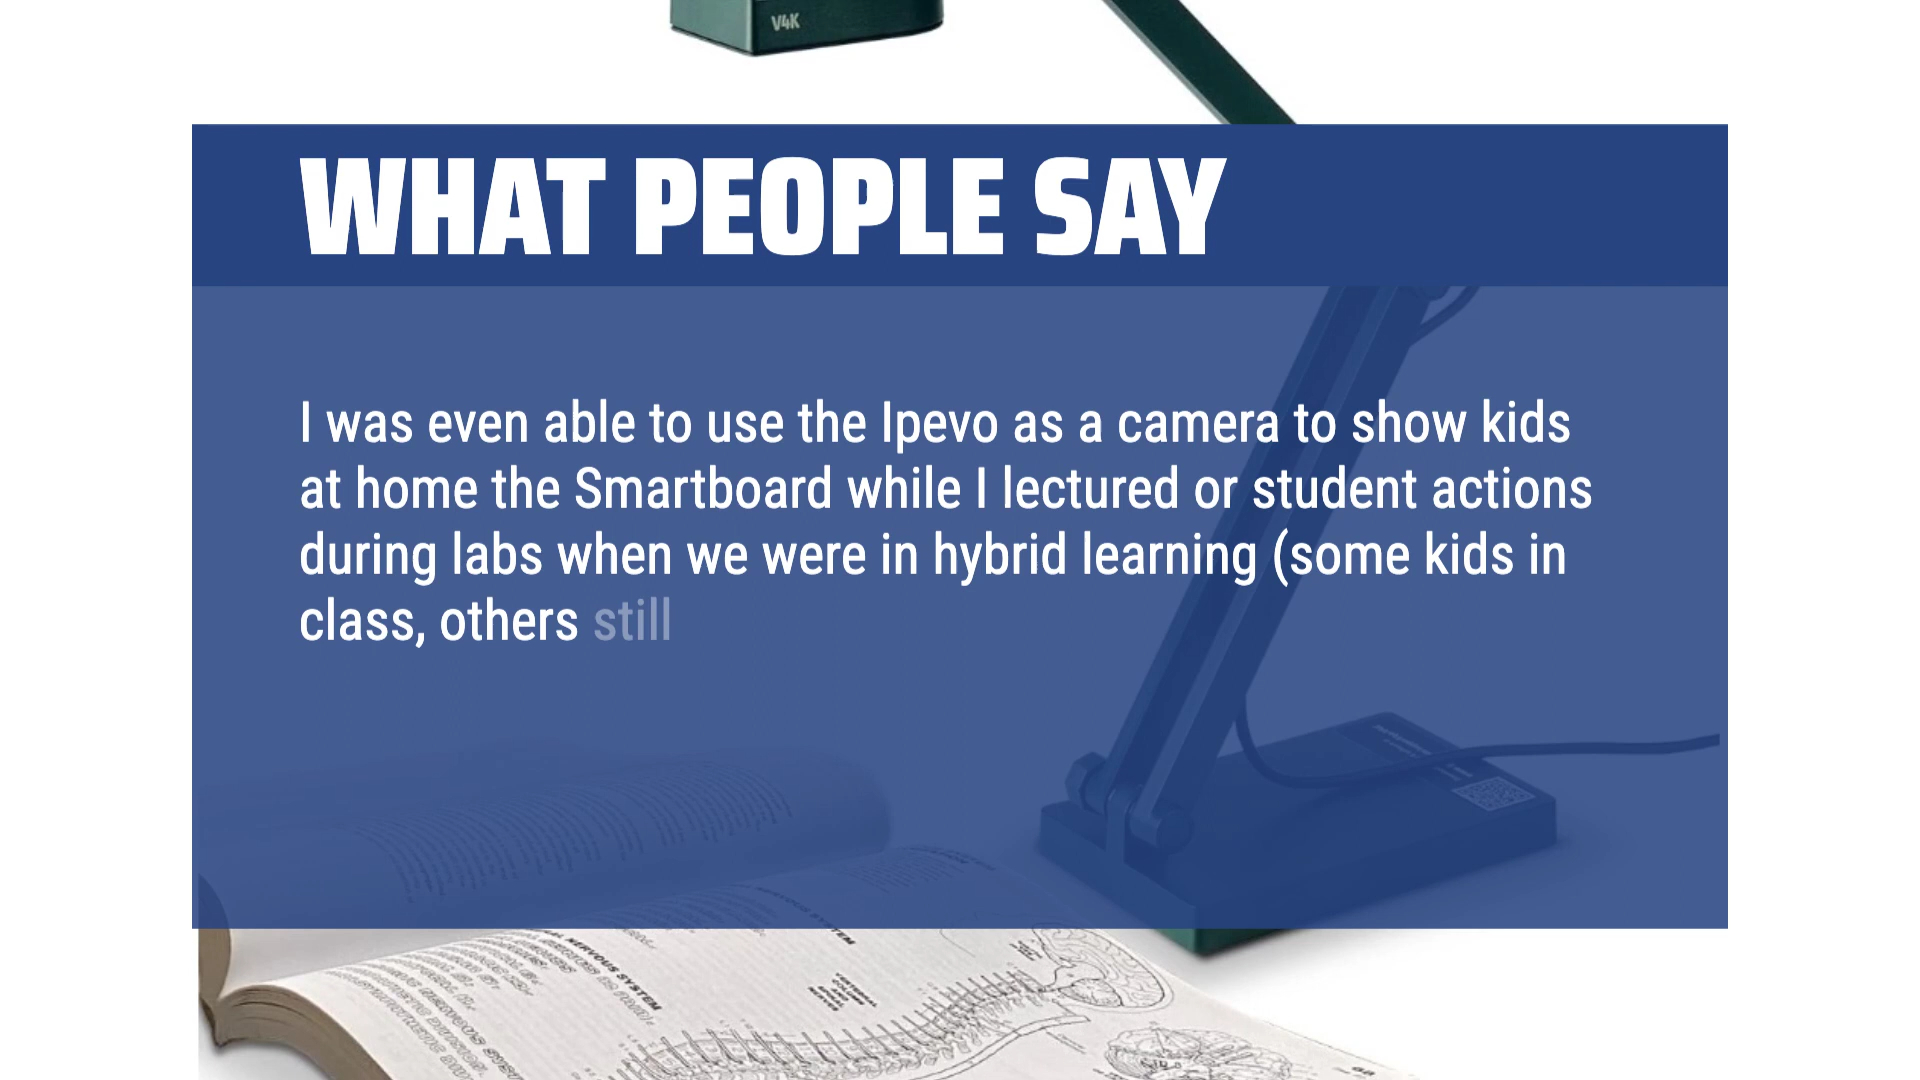 V4K
WHAT PEOPLE SAY
I was even able to use the Ipevo as a camera to show kids
at home the Smartboard while I lectured or student actions
during labs when we were in hybrid learning (some kids in
class, others still
NERVOUS SYSTEM